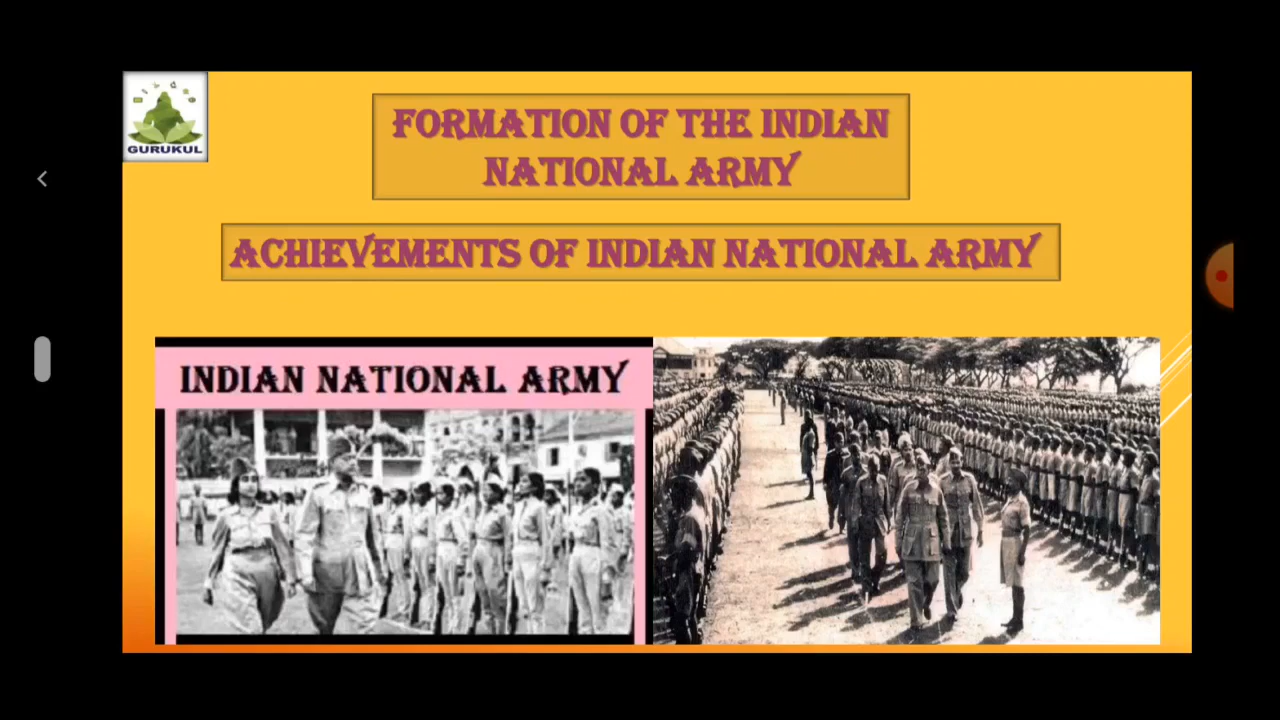 GURUKUL
FORMATION OF THE INDIAN
NATIONAL ARMY
ACHIEVEMENTS OF INDIAN NATIONAL ARMY
INDIAN NATIONAL ARMY